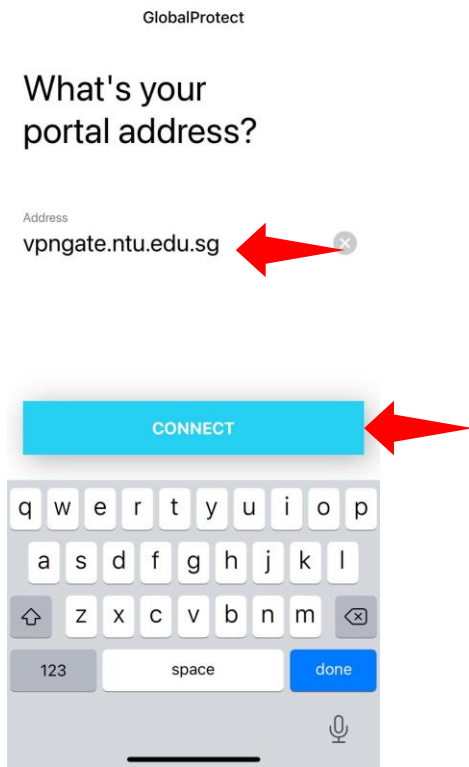 GlobalProtect
What's your
portal address?
Address
vpngate.ntu.edu.sg
CONNECT
q w e r t y u i o p
a s d f g h j k l
z x c v b n m
123 space done